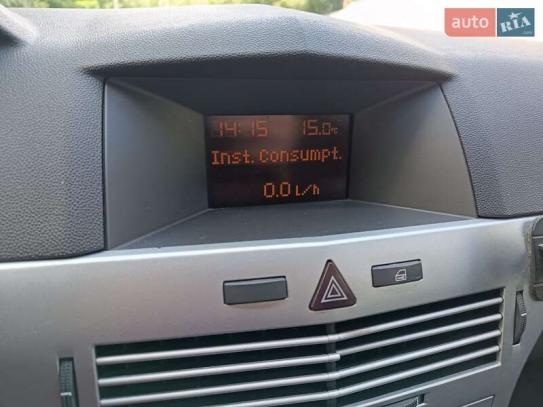 auto RIA
14:15 15.0°C
Inst. Consumpt.
0.0 l/h